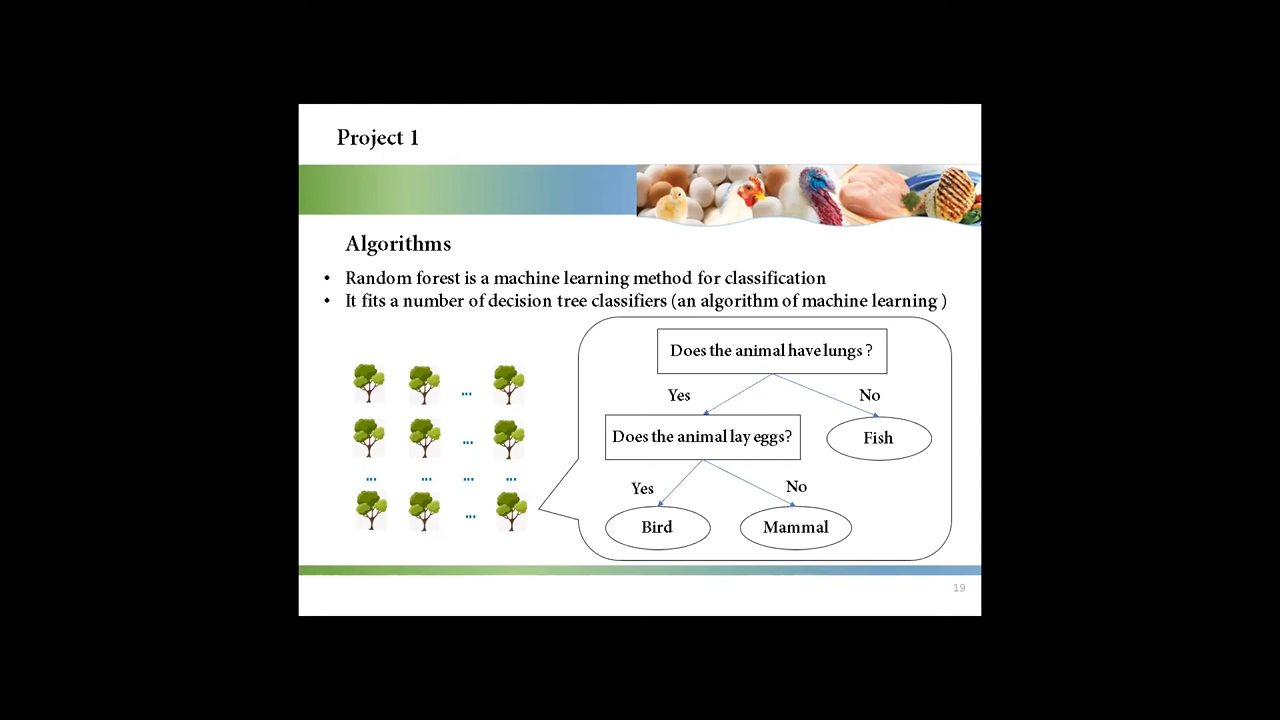 Project 1
Algorithms
• Random forest is a machine learning method for classification
• It fits a number of decision tree classifiers (an algorithm of machine learning )
Does the animal have lungs ?
Yes
No
Does the animal lay eggs?
Fish
Yes
No
Bird
Mammal
...
...
... ... ... ...
...
19